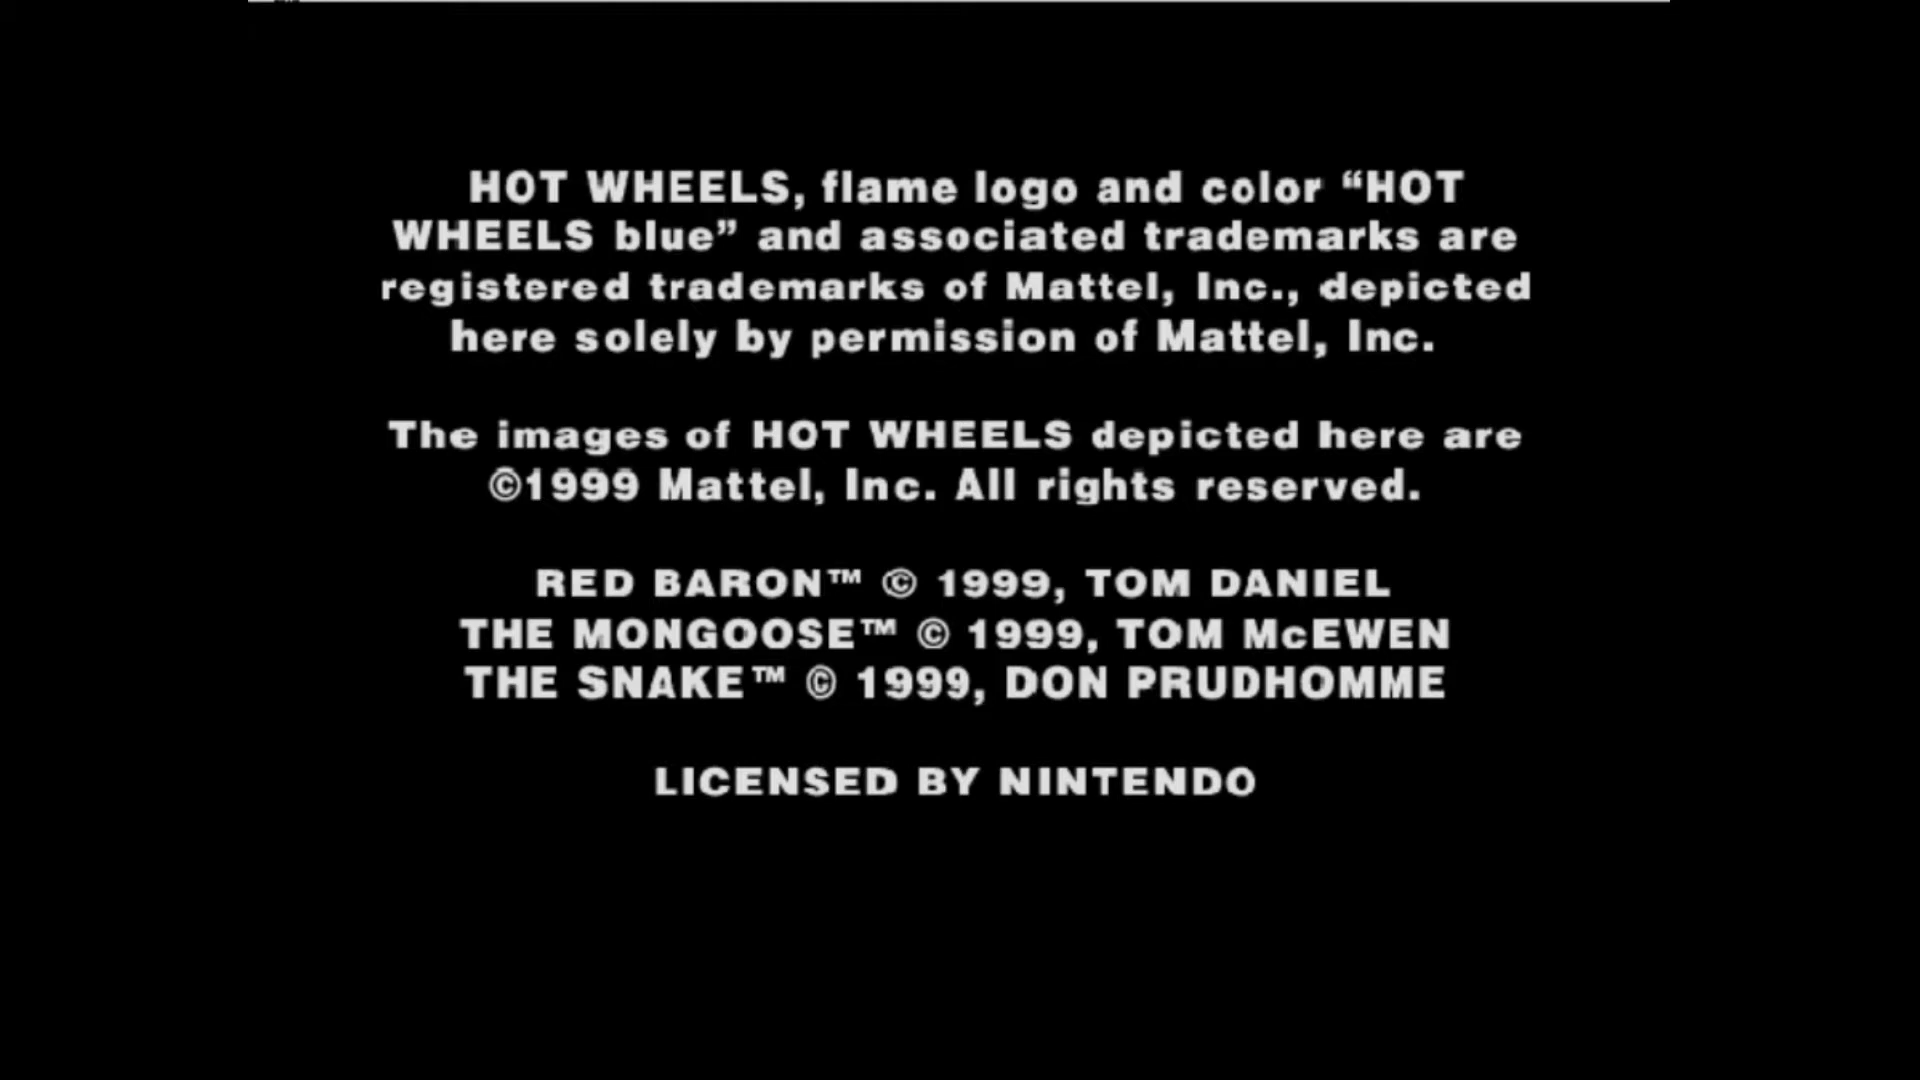 HOT WHEELS, flame logo and color “HOT
WHEELS blue” and associated trademarks are
registered trademarks of Mattel, Inc., depicted
here solely by permission of Mattel, Inc.
The images of HOT WHEELS depicted here are
©1999 Mattel, Inc. All rights reserved.
RED BARON™ © 1999, TOM DANIEL
THE MONGOOSE™ © 1999, TOM McEWEN
THE SNAKE™ © 1999, DON PRUDHOMME
LICENSED BY NINTENDO